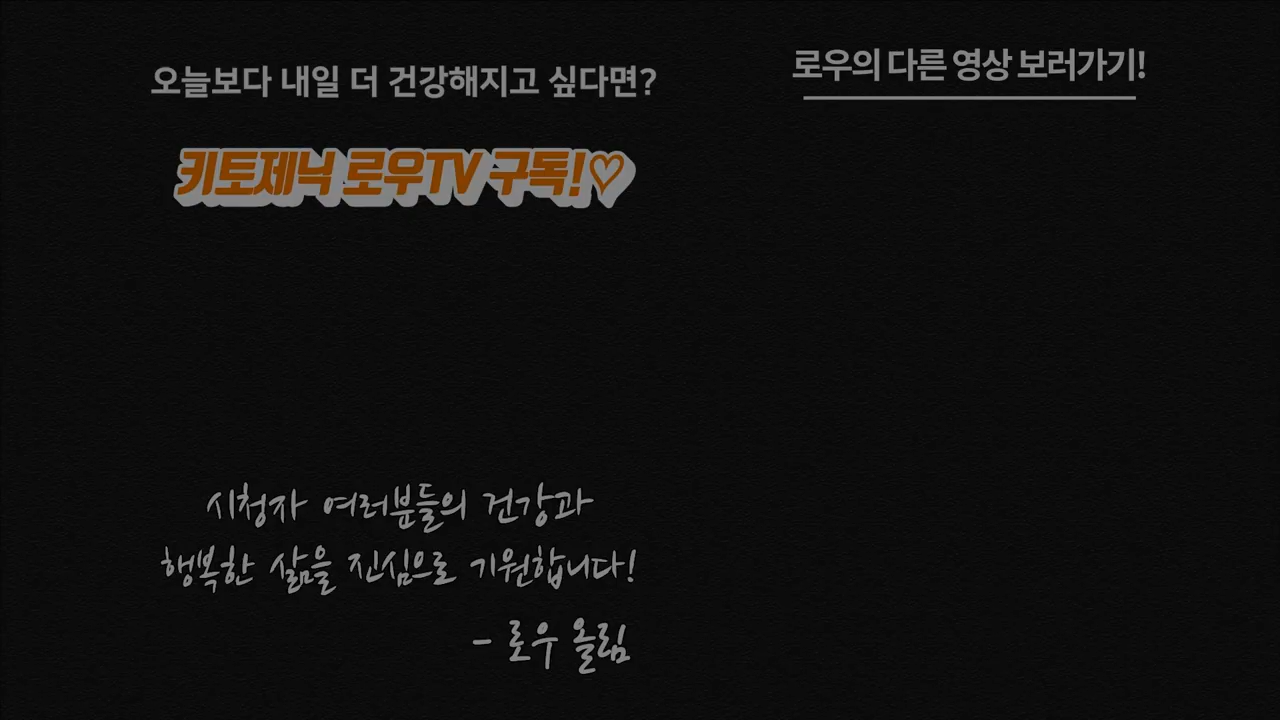 오늘보다 내일 더 건강해지고 싶다면?
키토제닉 로우TV 구독!♡
로우의 다른 영상 보러가기!
시청자 여러분들의 건강과
행복한 삶을 진심으로 기원합니다!
- 로우 올림